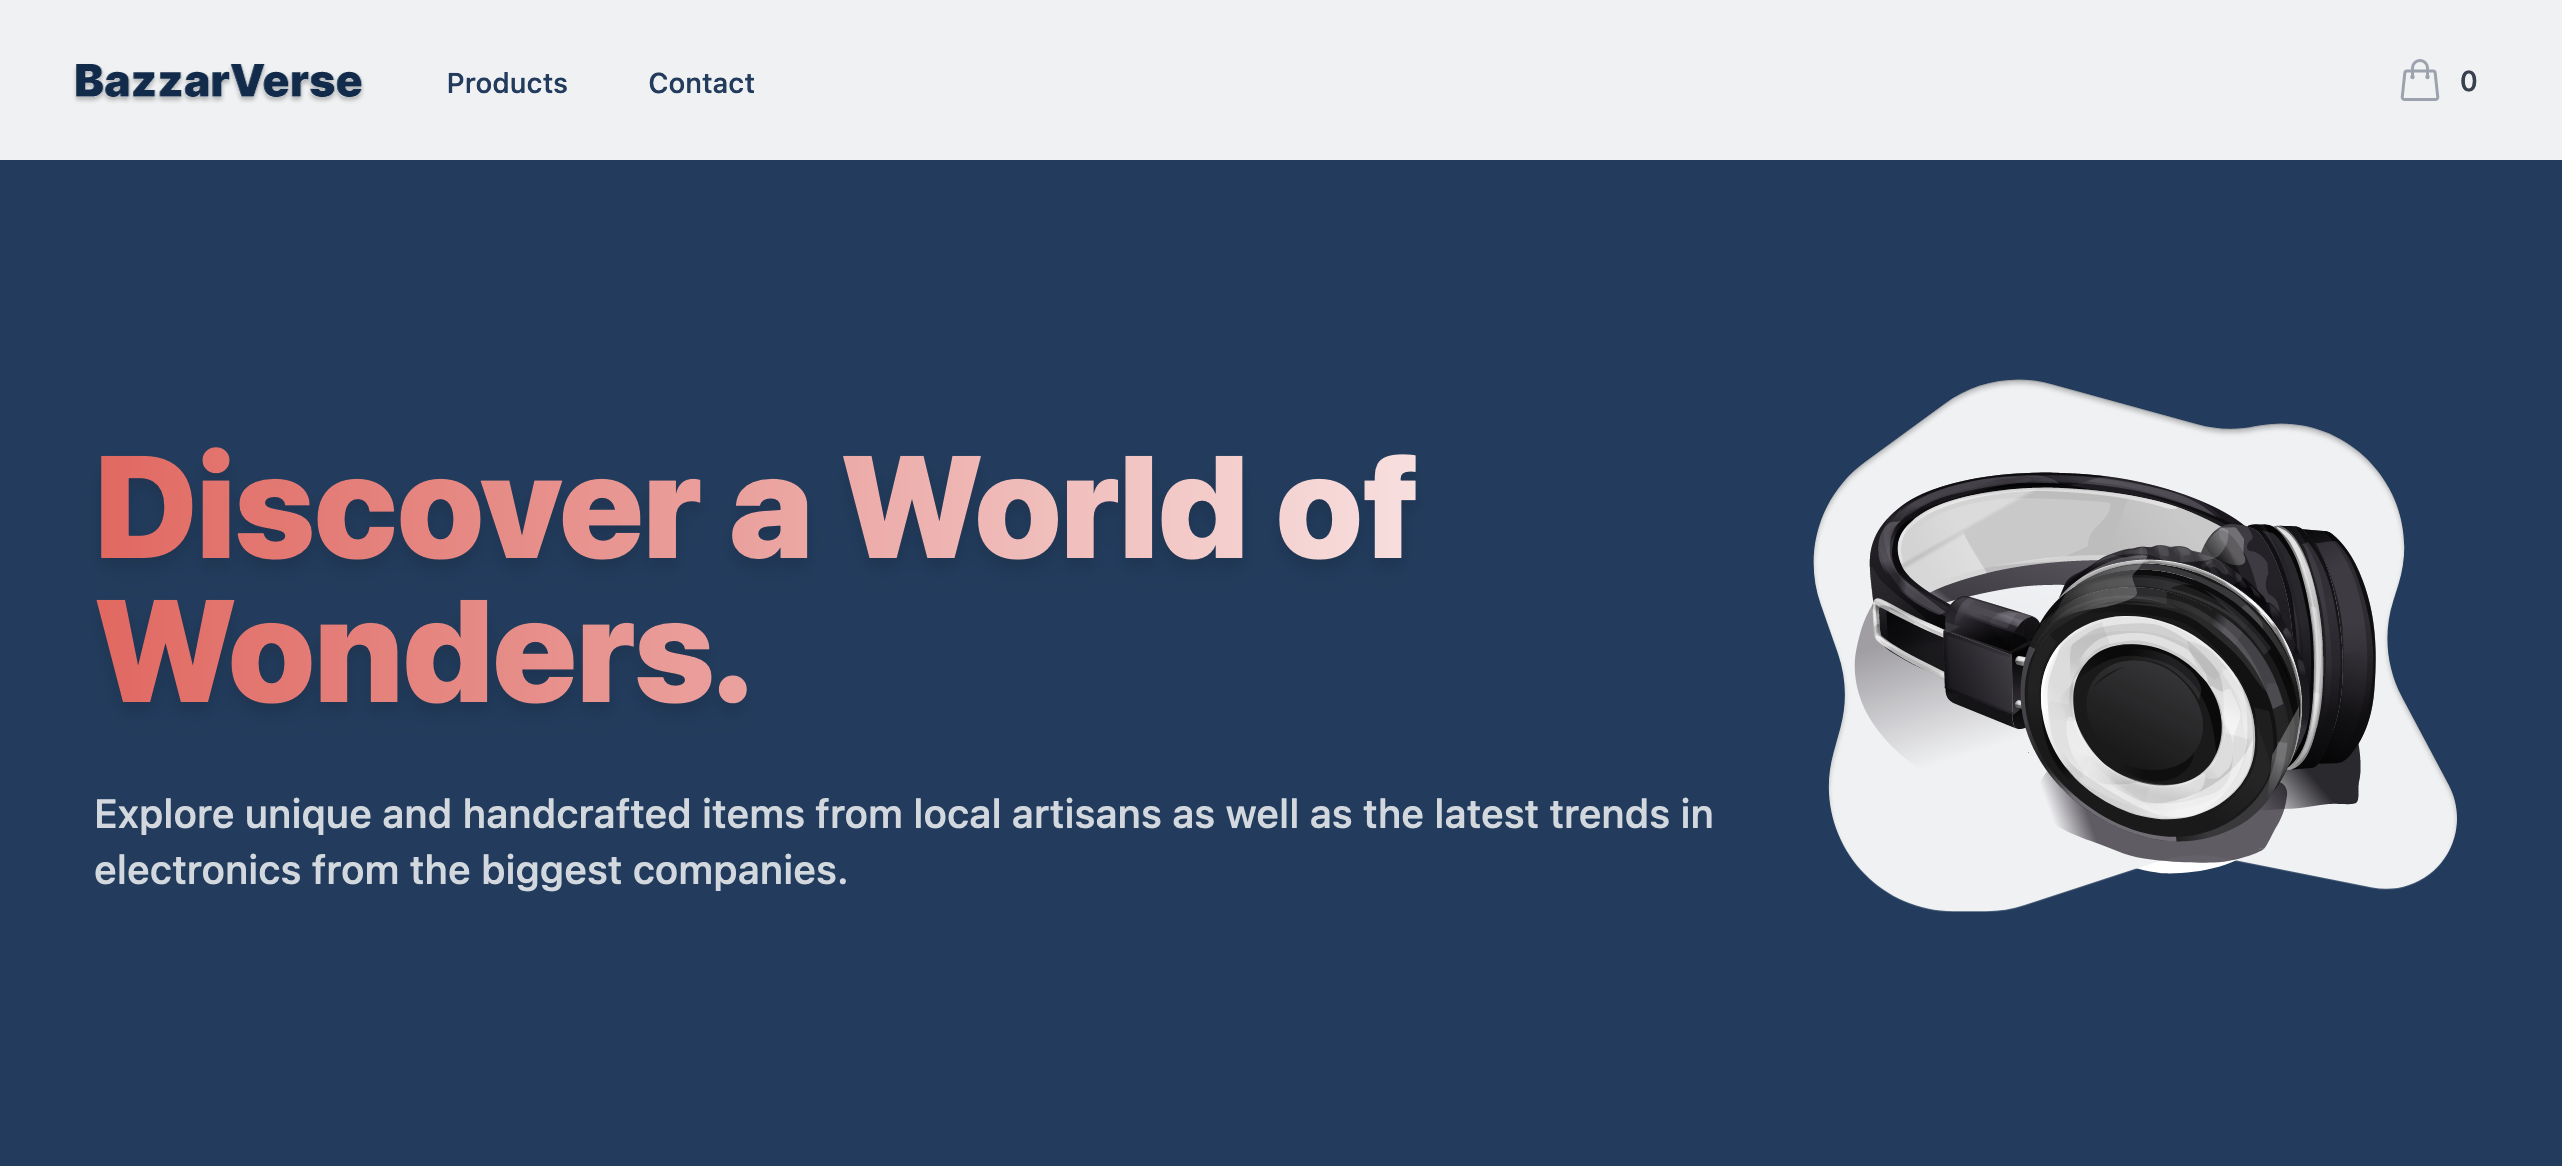 BazzarVerse
Products
Contact
0
Discover a World of
Wonders.
Explore unique and handcrafted items from local artisans as well as the latest trends in
electronics from the biggest companies.